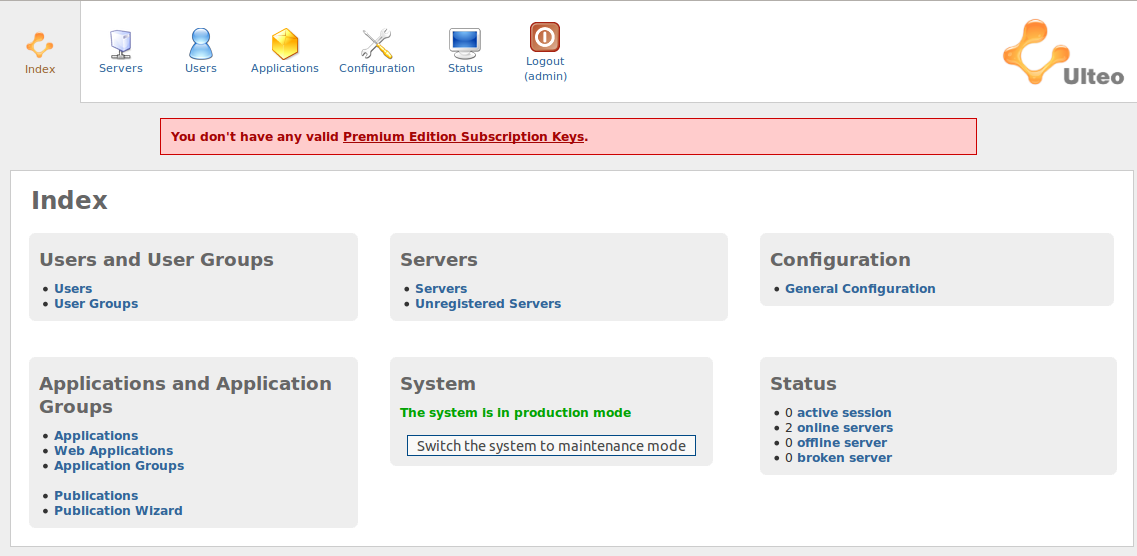 Index
Servers
Users
Applications
Configuration
Status
Logout
(admin)
Ulteo
You don't have any valid Premium Edition Subscription Keys.
Index
Users and User Groups
• Users
• User Groups
Servers
• Servers
• Unregistered Servers
Configuration
• General Configuration
Applications and Application
Groups
• Applications
• Web Applications
• Application Groups
• Publications
• Publication Wizard
System
The system is in production mode
Switch the system to maintenance mode
Status
• 0 active session
• 2 online servers
• 0 offline server
• 0 broken server